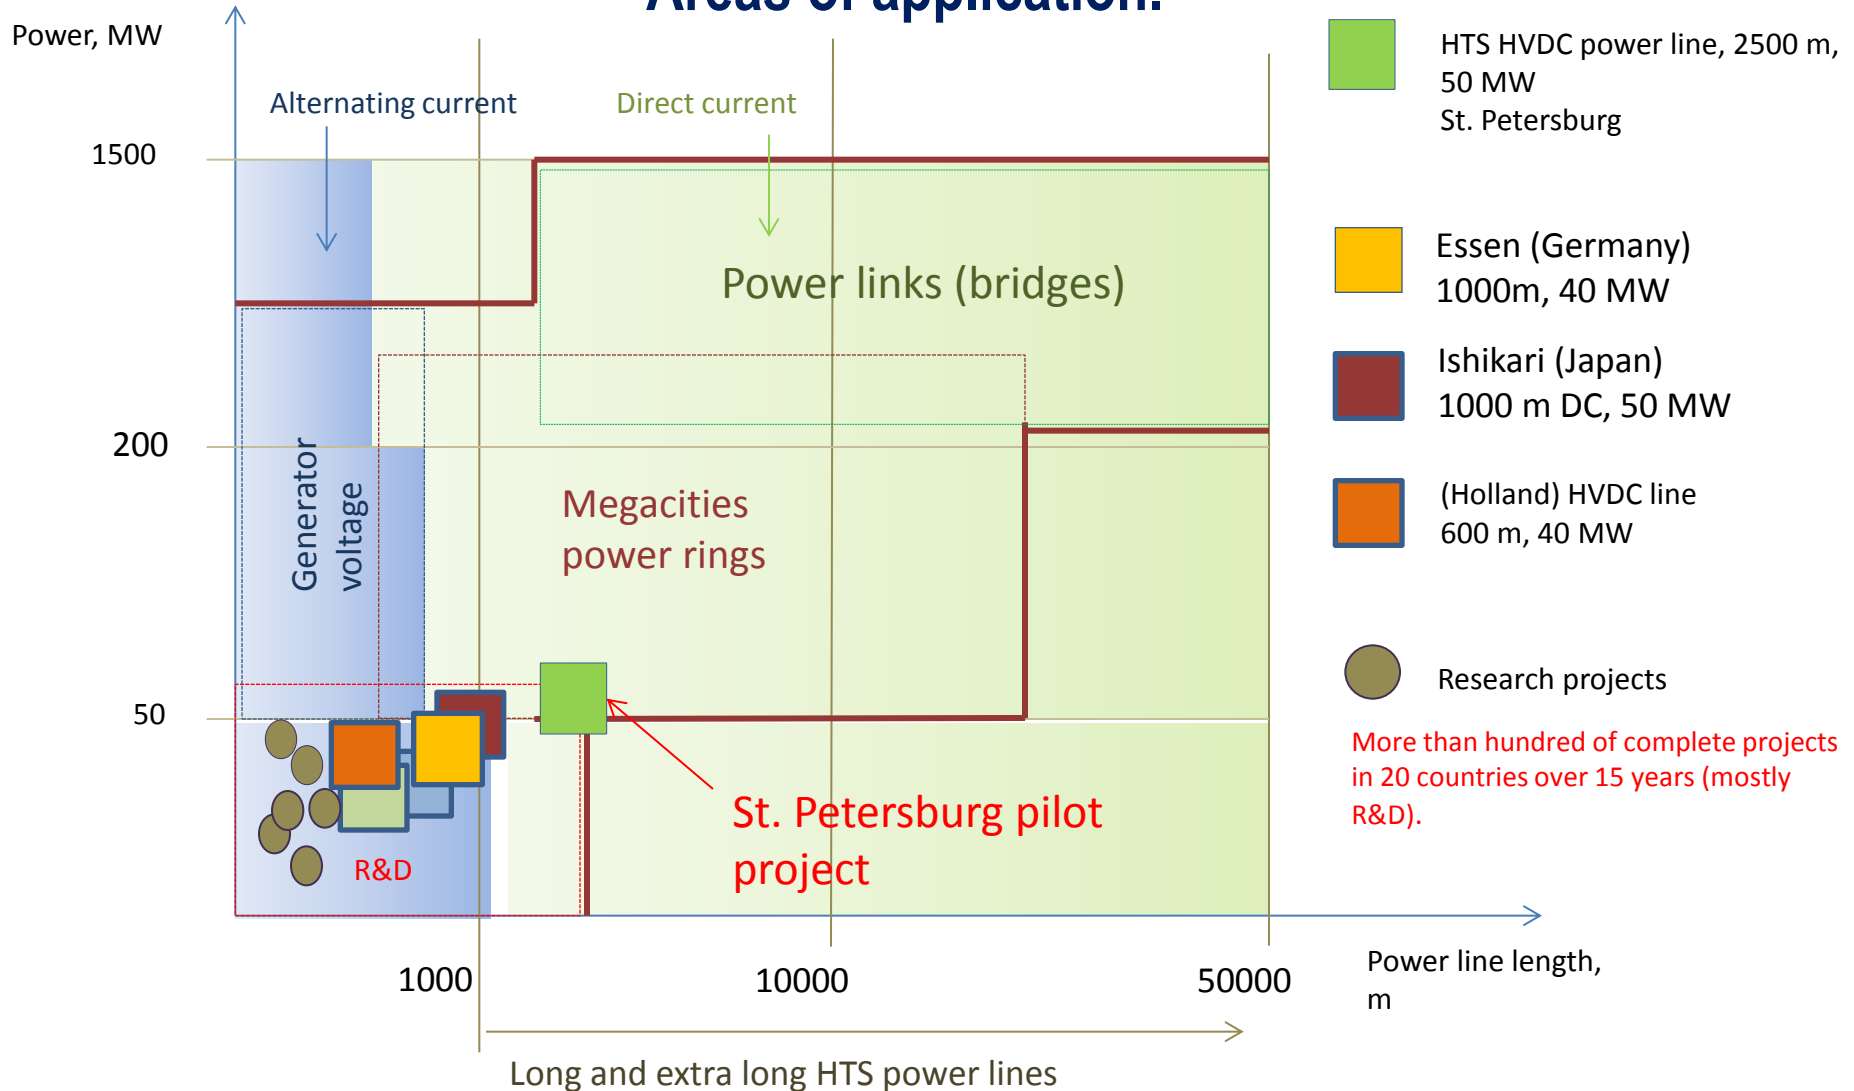 Areas of application.
Power, MW
Alternating current
Direct current
1500
Power links (bridges)
200
Generator
voltage
Megacities
power rings
50
St. Petersburg pilot
project
R&D
1000
10000
50000
Power line length,
m
Long and extra long HTS power lines
HTS HVDC power line, 2500 m,
50 MW
St. Petersburg
Essen (Germany)
1000m, 40 MW
Ishikari (Japan)
1000 m DC, 50 MW
(Holland) HVDC line
600 m, 40 MW
Research projects
More than hundred of complete projects
in 20 countries over 15 years (mostly
R&D).